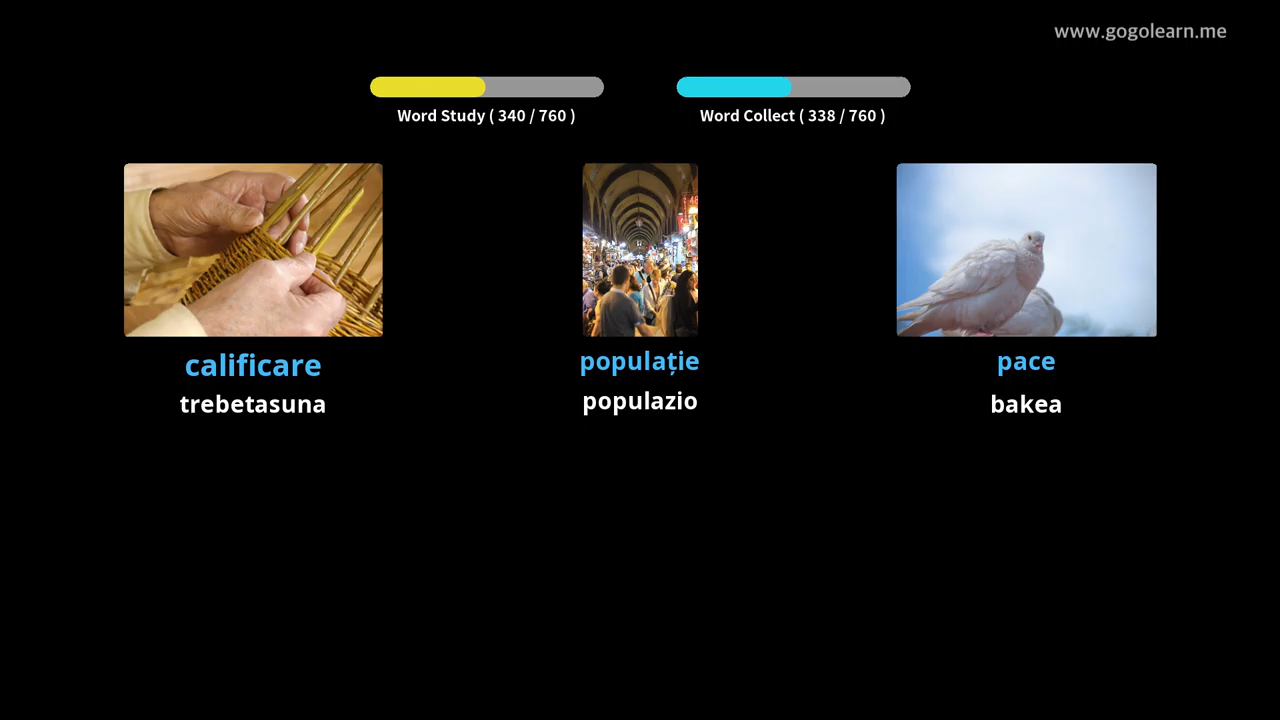 www.gogolearn.me
Word Study ( 340 / 760 )
Word Collect ( 338 / 760 )
calificare
trebetasuna
populație
populazio
pace
bakea